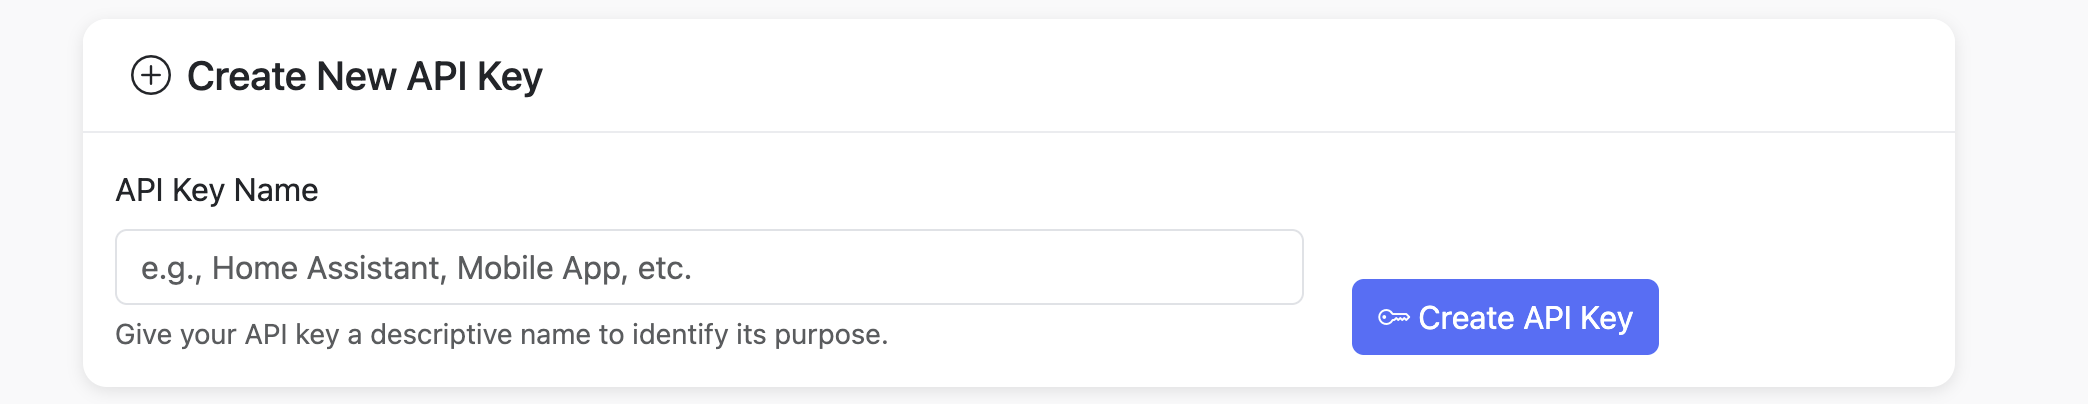 Create New API Key
API Key Name
e.g., Home Assistant, Mobile App, etc.
Create API Key
Give your API key a descriptive name to identify its purpose.